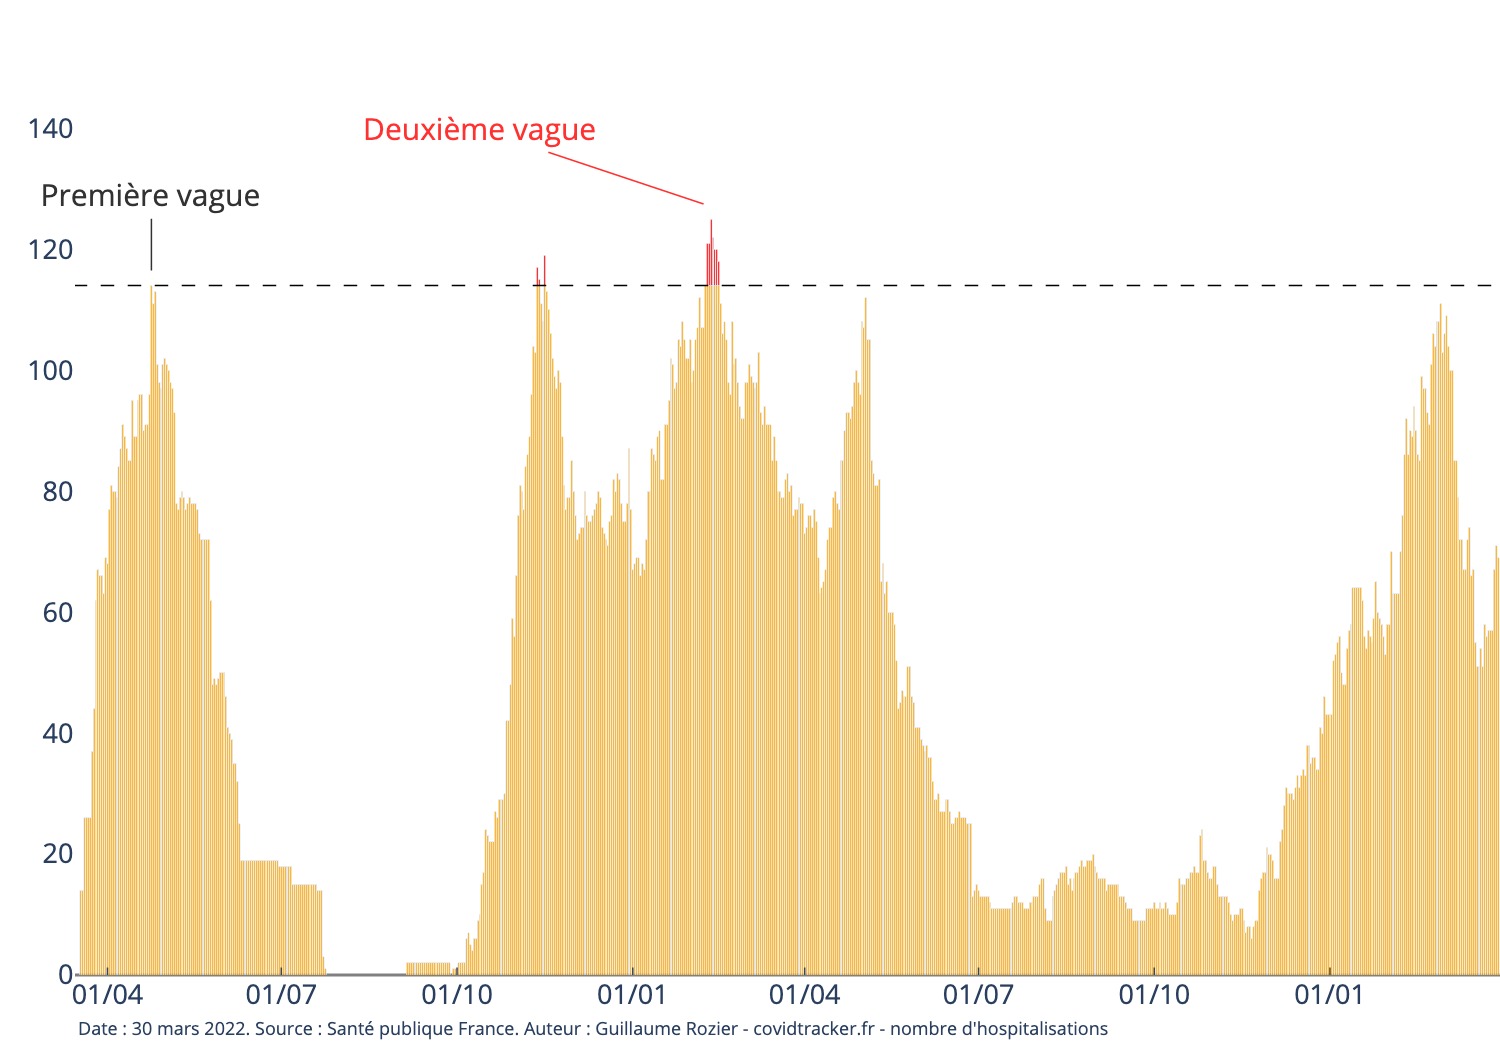 140
Deuxième vague
Première vague
120
100
80
60
40
20
0
01/04 01/07 01/10 01/01 01/04 01/07 01/10 01/01
Date : 30 mars 2022. Source : Santé publique France. Auteur : Guillaume Rozier - covidtracker.fr - nombre d'hospitalisations